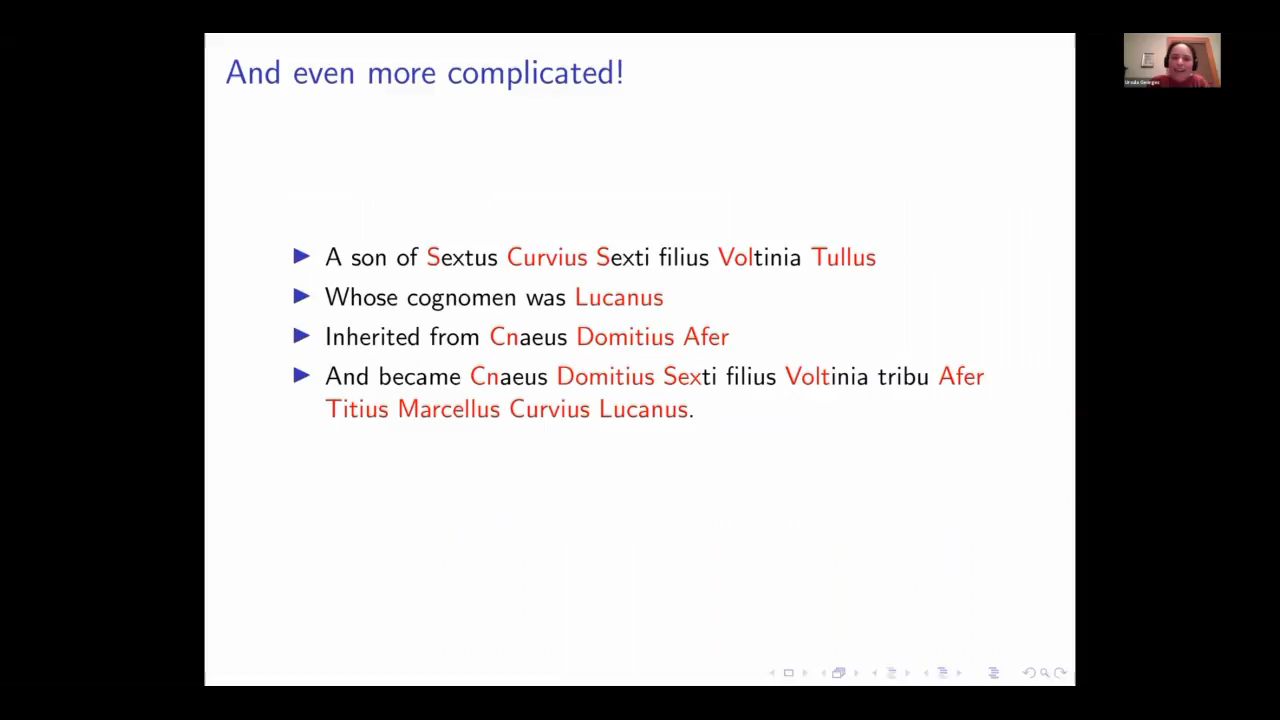 And even more complicated!
A son of Sextus Curvius Sexti filius Voltinia Tullus
Whose cognomen was Lucanus
Inherited from Cnaeus Domitius Afer
And became Cnaeus Domitius Sexti filius Voltinia tribu Afer
Titius Marcellus Curvius Lucanus.